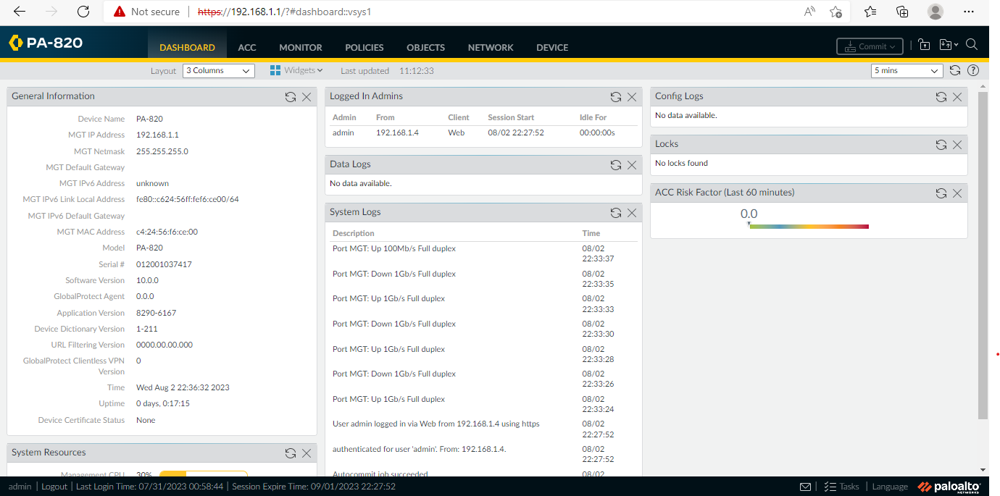 Not secure https://192.168.1.1/?#dashboard::vsys1
PA-820 DASHBOARD ACC MONITOR POLICIES OBJECTS NETWORK DEVICE Commit
Layout 3 Columns Widgets Last updated 11:12:33 5 mins
General Information
Device Name PA-820
MGT IP Address 192.168.1.1
MGT Netmask 255.255.255.0
MGT Default Gateway
MGT IPv6 Address unknown
MGT IPv6 Link Local Address fe80::c624:56ff:fef6:ce00/64
MGT IPv6 Default Gateway
MGT MAC Address c4:24:56:f6:ce:00
Model PA-820
Serial # 012001037417
Software Version 10.0.0
GlobalProtect Agent 0.0.0
Application Version 8290-6167
Device Dictionary Version 1-211
URL Filtering Version 0000.00.00.000
GlobalProtect Clientless VPN 0
Version
Time Wed Aug 2 22:36:32 2023
Uptime 0 days, 0:17:15
Device Certificate Status None
System Resources
Management CPU 30%
Logged In Admins
Admin From Client Session Start Idle For
admin 192.168.1.4 Web 08/02 22:27:52 00:00:00s
Data Logs
No data available.
System Logs
Description Time
Port MGT: Up 100Mb/s Full duplex 08/02
22:33:37
Port MGT: Down 1Gb/s Full duplex 08/02
22:33:35
Port MGT: Up 1Gb/s Full duplex 08/02
22:33:33
Port MGT: Down 1Gb/s Full duplex 08/02
22:33:30
Port MGT: Up 1Gb/s Full duplex 08/02
22:33:28
Port MGT: Down 1Gb/s Full duplex 08/02
22:33:26
Port MGT: Up 1Gb/s Full duplex 08/02
22:33:24
User admin logged in via Web from 192.168.1.4 using https 08/02
22:27:52
authenticated for user 'admin'. From: 192.168.1.4. 08/02
22:27:52
Autocommit job succeeded 08/02
Config Logs
No data available.
Locks
No locks found
ACC Risk Factor (Last 60 minutes)
0.0
admin | Logout | Last Login Time: 07/31/2023 00:58:44 | Session Expire Time: 09/01/2023 22:27:52 | Tasks | Language paloalto
NETWORKS